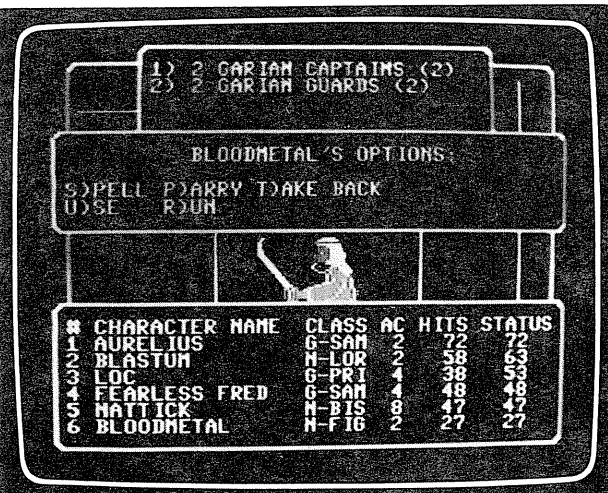 1) 2 GARIAN CAPTAINS (2)
2) 2 GARIAN GUARDS (2)
BLOODMETAL'S OPTIONS:
S)PELL P)ARRY T)AKE BACK
U)SE R)UN
# CHARACTER NAME CLASS AC HITS STATUS
1 AURELIUS G-SAM 2 72 72
2 BLASTUM N-LOR 2 58 63
3 LOC G-PRI 4 38 53
4 FEARLESS FRED G-SAM 4 48 48
5 MATTICK N-BIS 8 47 47
6 BLOODMETAL N-FIG 2 27 27